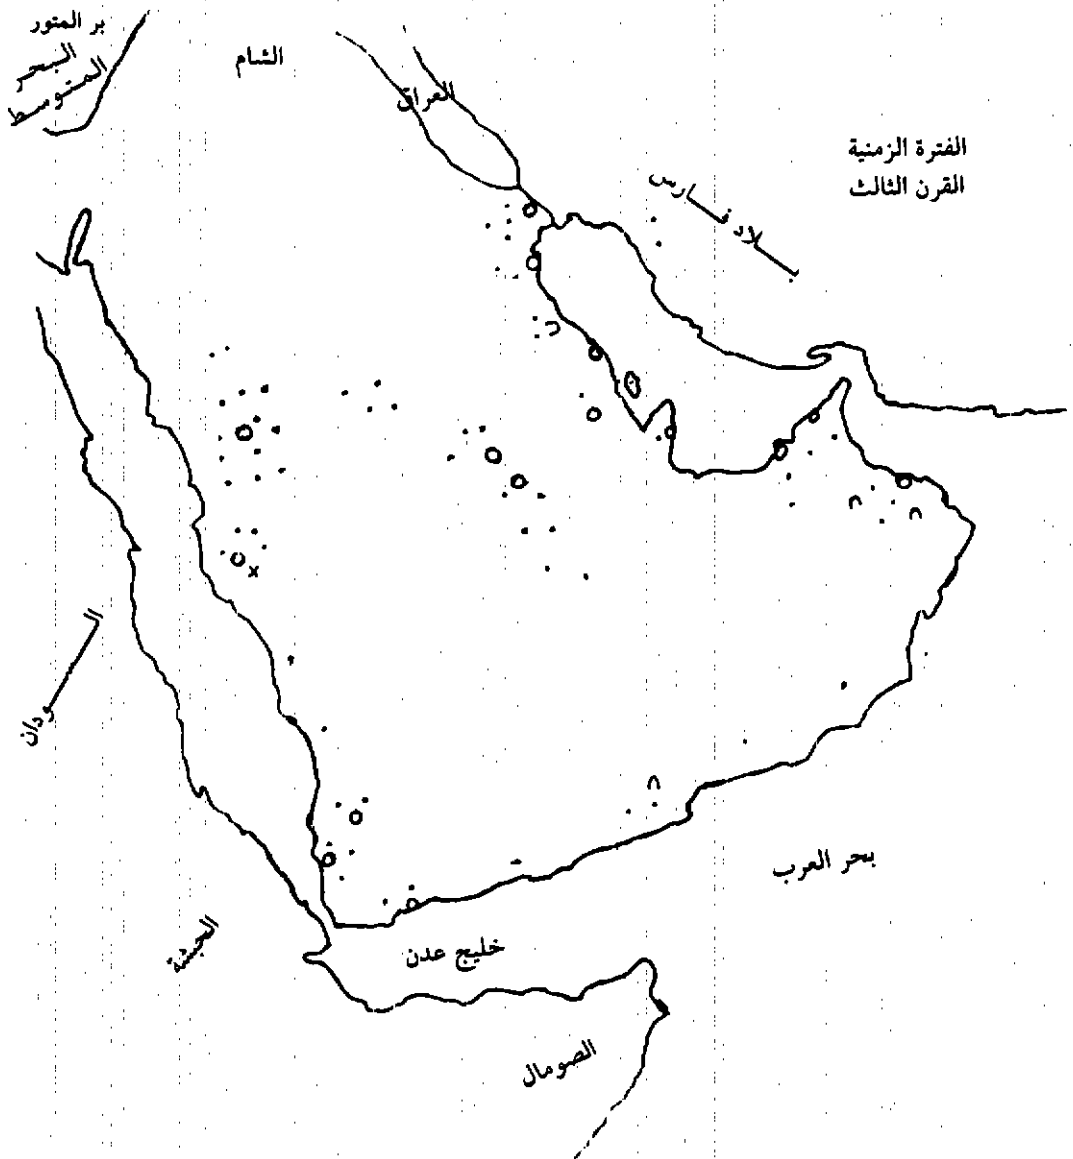 بر المتور
البحر
المتوسط
الشام
العراق
الفترة الزمنية
القرن الثالث
بلاد فارس
السودان
بحر العرب
الحبشة
خليج عدن
الصومال